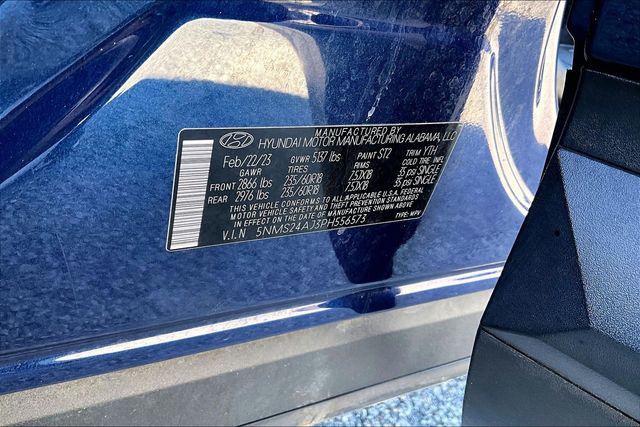 MANUFACTURED BY
HYUNDAI MOTOR MANUFACTURING ALABAMA, LLC
Feb/22/23 GVWR 5137 lbs PAINT ST2 TRIM YTH
GAWR TIRES RIMS COLD TIRE INFL
FRONT 2866 lbs 235/60R18 7.5JX18 35 psi SINGLE
REAR 2976 lbs 235/60R18 7.5JX18 35 psi SINGLE
THIS VEHICLE CONFORMS TO ALL APPLICABLE U.S.A. FEDERAL
MOTOR VEHICLE SAFETY AND THEFT PREVENTION STANDARDS
IN EFFECT ON THE DATE OF MANUFACTURE SHOWN ABOVE.
V.I.N 5NMS24AJ3PH556573 TYPE: MPV